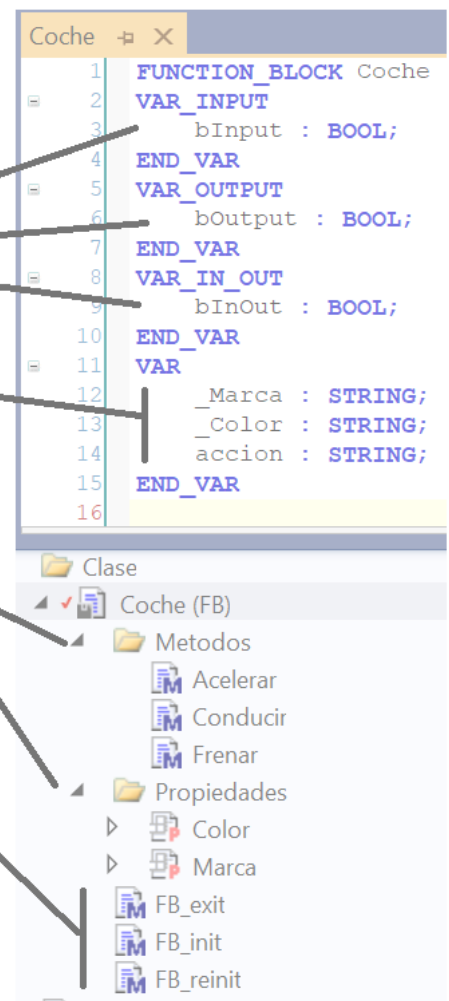 Coche
1 FUNCTION_BLOCK Coche
2 VAR_INPUT
3 bInput : BOOL;
4 END_VAR
5 VAR_OUTPUT
6 bOutput : BOOL;
7 END_VAR
8 VAR_IN_OUT
9 bInOut : BOOL;
10 END_VAR
11 VAR
12 _Marca : STRING;
13 _Color : STRING;
14 accion : STRING;
15 END_VAR
16
Clase
Coche (FB)
Metodos
M Acelerar
M Conducir
M Frenar
Propiedades
P Color
P Marca
M FB_exit
M FB_init
M FB_reinit